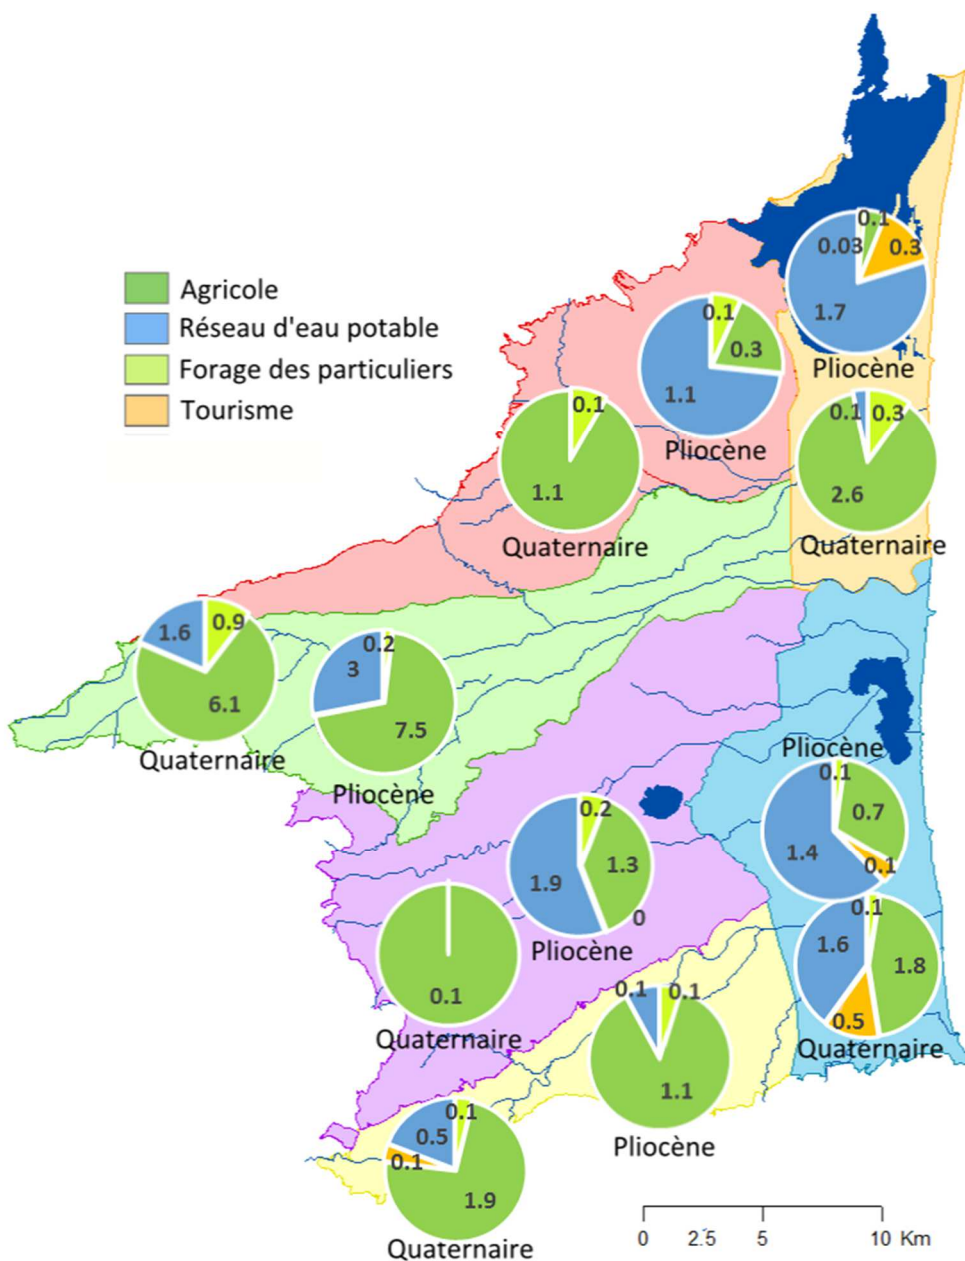 Agricole
Réseau d'eau potable
Forage des particuliers
Tourisme
0.1
0.03
0.3
1.7
Pliocène
0.1
0.3
1.1
Pliocène
0.1
1.1
Quaternaire
0.1
0.3
2.6
Quaternaire
1.6
0.9
6.1
Quaternaire
0.2
3
7.5
Pliocène
Pliocène
0.1
0.7
1.4
0.1
0.2
1.3
1.9
0
Pliocène
0.1
Quaternaire
0.1
1.6
1.8
0.5
Quaternaire
0.1
0.1
1.1
Pliocène
0.1
0.5
0.1
1.9
Quaternaire
0 2.5 5 10 Km